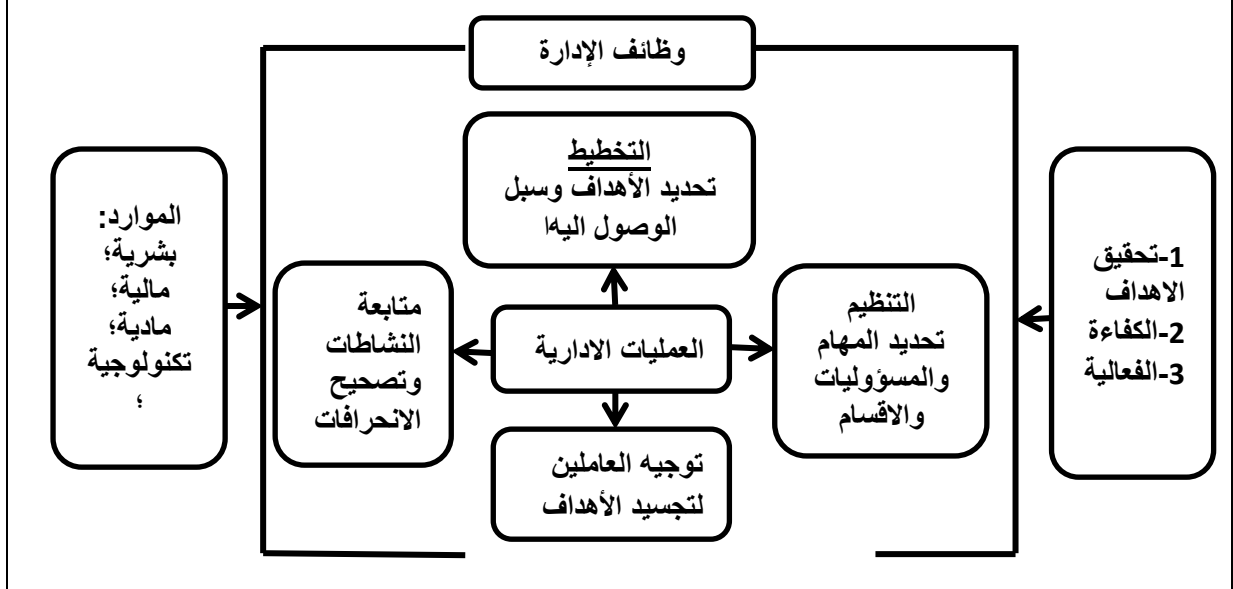 وظائف الإدارة
التخطيط
تحديد الأهداف وسبل
الوصول اليها
1-تحقيق
الاهداف
2-الكفاءة
3-الفعالية
التنظيم
تحديد المهام
والمسؤوليات
والاقسام
العمليات الادارية
متابعة
النشاطات
وتصحيح
الانحرافات
الموارد:
بشرية؛
مالية؛
مادية؛
تكنولوجية
؛
توجيه العاملين
لتجسيد الأهداف